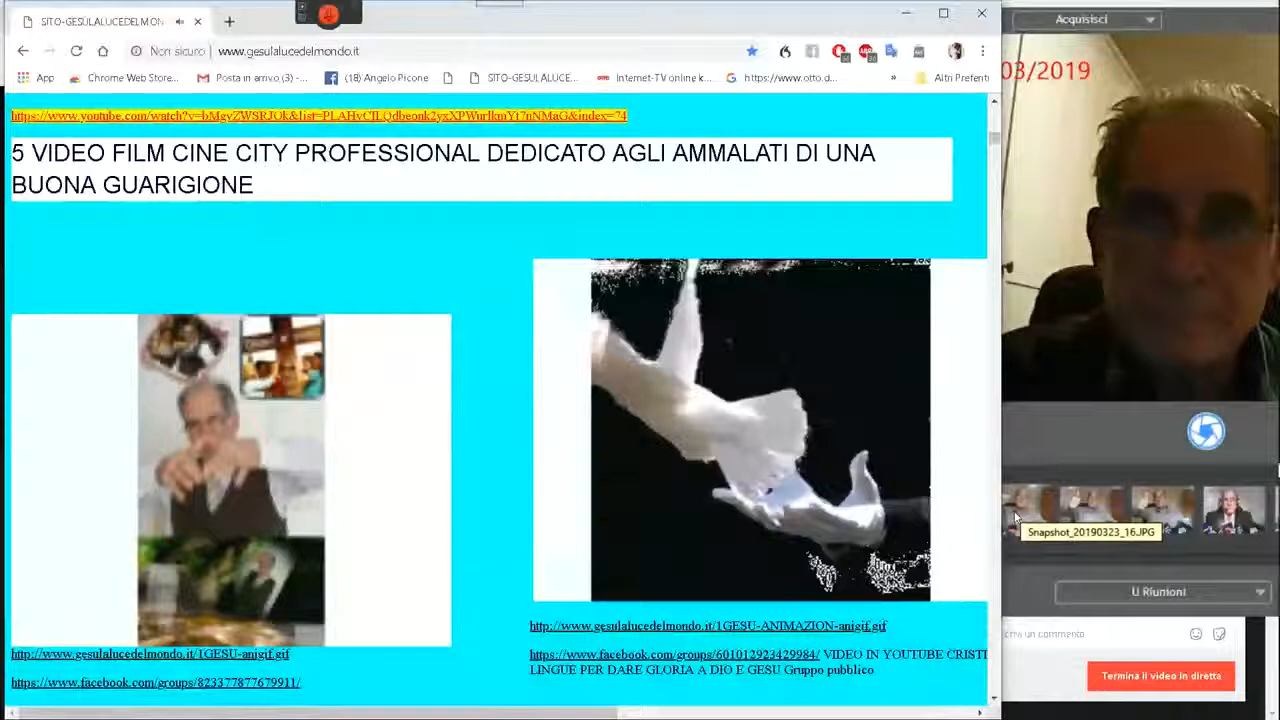 SITO-GESÙLALUCEDELMON
Acquisisci
Non sicuro
www.gesulalucedelmondo.it
03/2019
App
Chrome Web Store...
Posta in arrivo (3) -...
(18) Angelo Picone
SITO-GESÙLALUCE...
Internet-TV online k...
https://www.otto.d...
»
Altri Preferiti
5 VIDEO FILM CINE CITY PROFESSIONAL DEDICATO AGLI AMMALATI DI UNA
BUONA GUARIGIONE
Snapshot_20190323_16.JPG
U Riunioni
http://www.gesulalucedelmondo.it/1GESU-ANIMAZION-anigif.gif
un commento
http://www.gesulalucedelmondo.it/1GESU-anigif.gif
https://www.facebook.com/groups/601012923429984/ VIDEO IN YOUTUBE CRISTI
LINGUE PER DARE GLORIA A DIO E GESU Gruppo pubblico
https://www.facebook.com/groups/823377877679911/
Termina il video in diretta